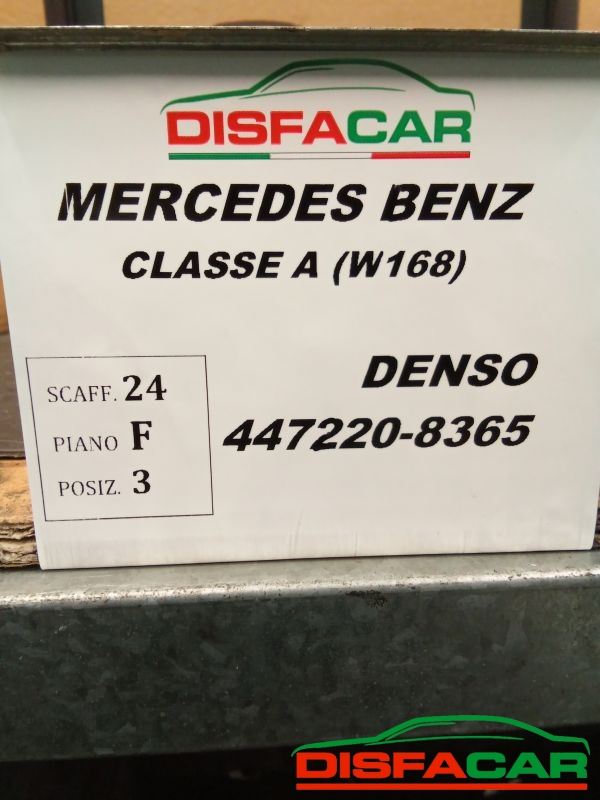 DISFACAR
MERCEDES BENZ
CLASSE A (W168)
SCAFF. 24
PIANO F
POSIZ. 3
DENSO
447220-8365
DISFACAR